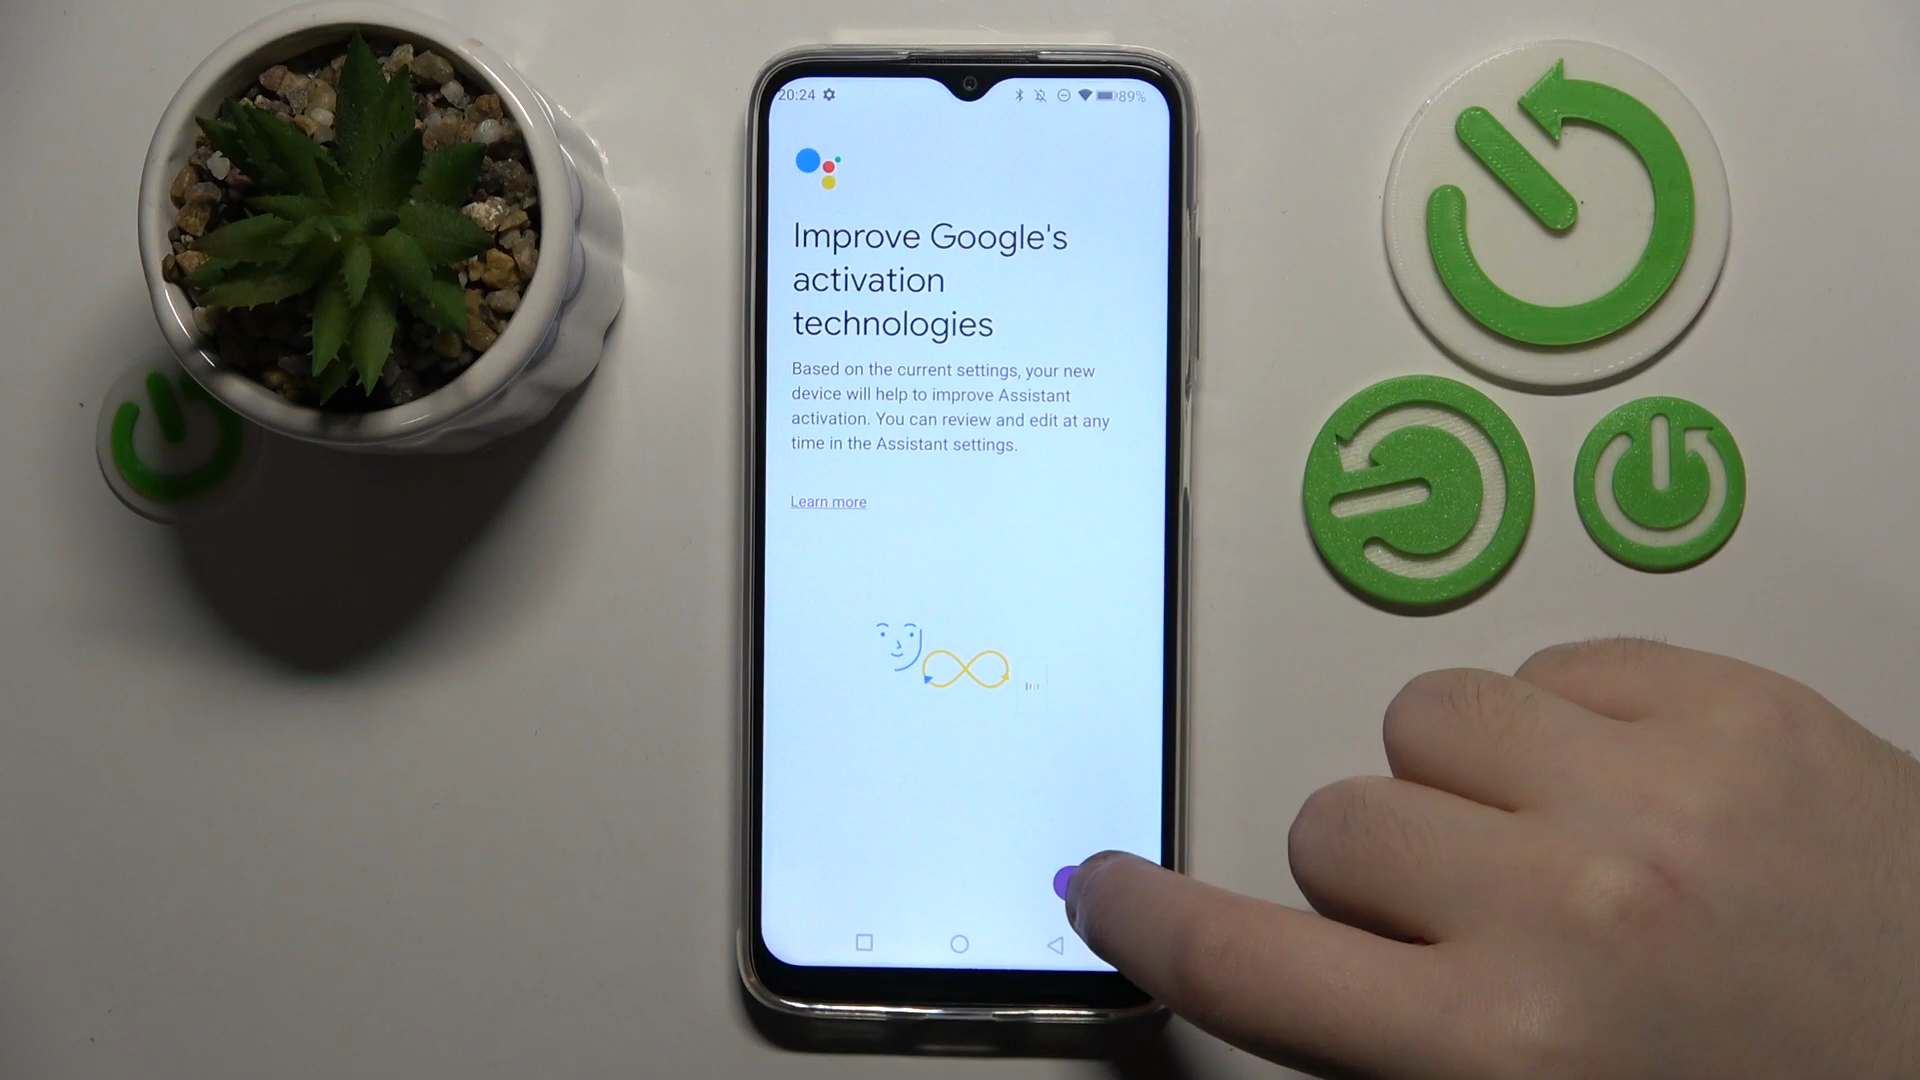 20:24
89%
Improve Google's
activation
technologies
Based on the current settings, your new
device will help to improve Assistant
activation. You can review and edit at any
time in the Assistant settings.
Learn more